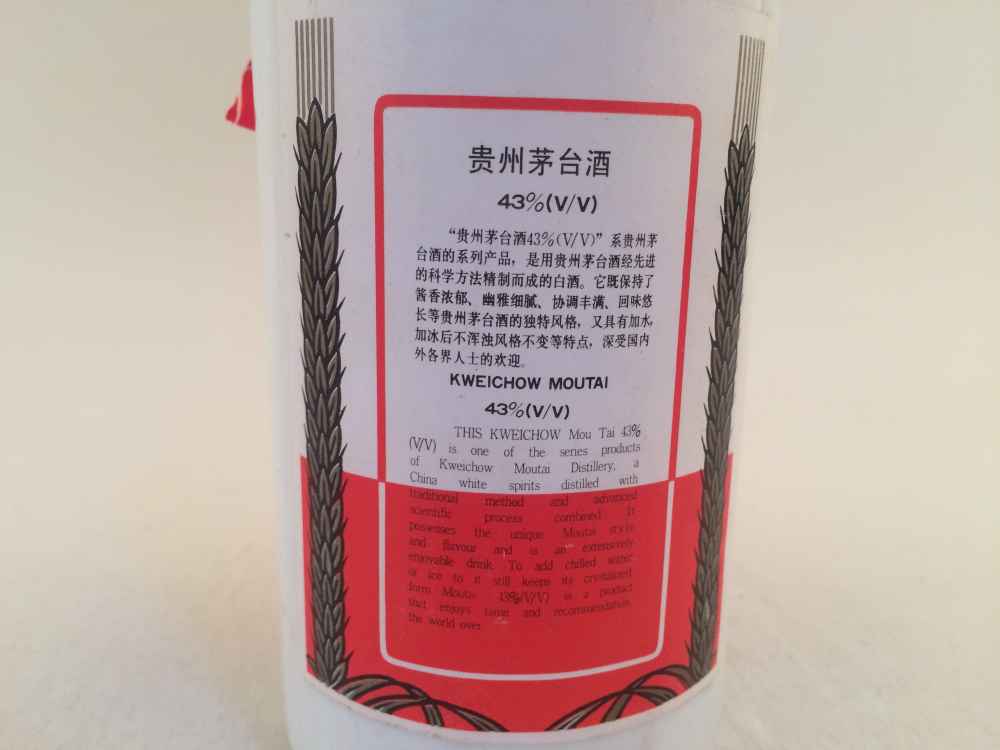 贵州茅台酒
43%(V/V)
“贵州茅台酒43%(V/V)”系贵州茅
台酒的系列产品，是用贵州茅台酒经先进
的科学方法精制而成的白酒。它既保持了
酱香浓郁、幽雅细腻、协调丰满、回味悠
长等贵州茅台酒的独特风格，又具有加水，
加冰后不浑浊风格不变等特点，深受国内
外各界人士的欢迎。
KWEICHOW MOUTAI
43%(V/V)
THIS KWEICHOW Mou Tai 43%
(V/V) is one of the series products
of Kweichow Moutai Distillery, a
China white spirits distilled with
traditional method and advanced
scientific process combined. It
possenses the unique Moutai style
and flavour and is an extensively
enjoyable drink. To add chilled water
or ice to it still keeps its crystalized
form Moutai 43%(V/V) is a product
that enjoys and recommendation
the world over.